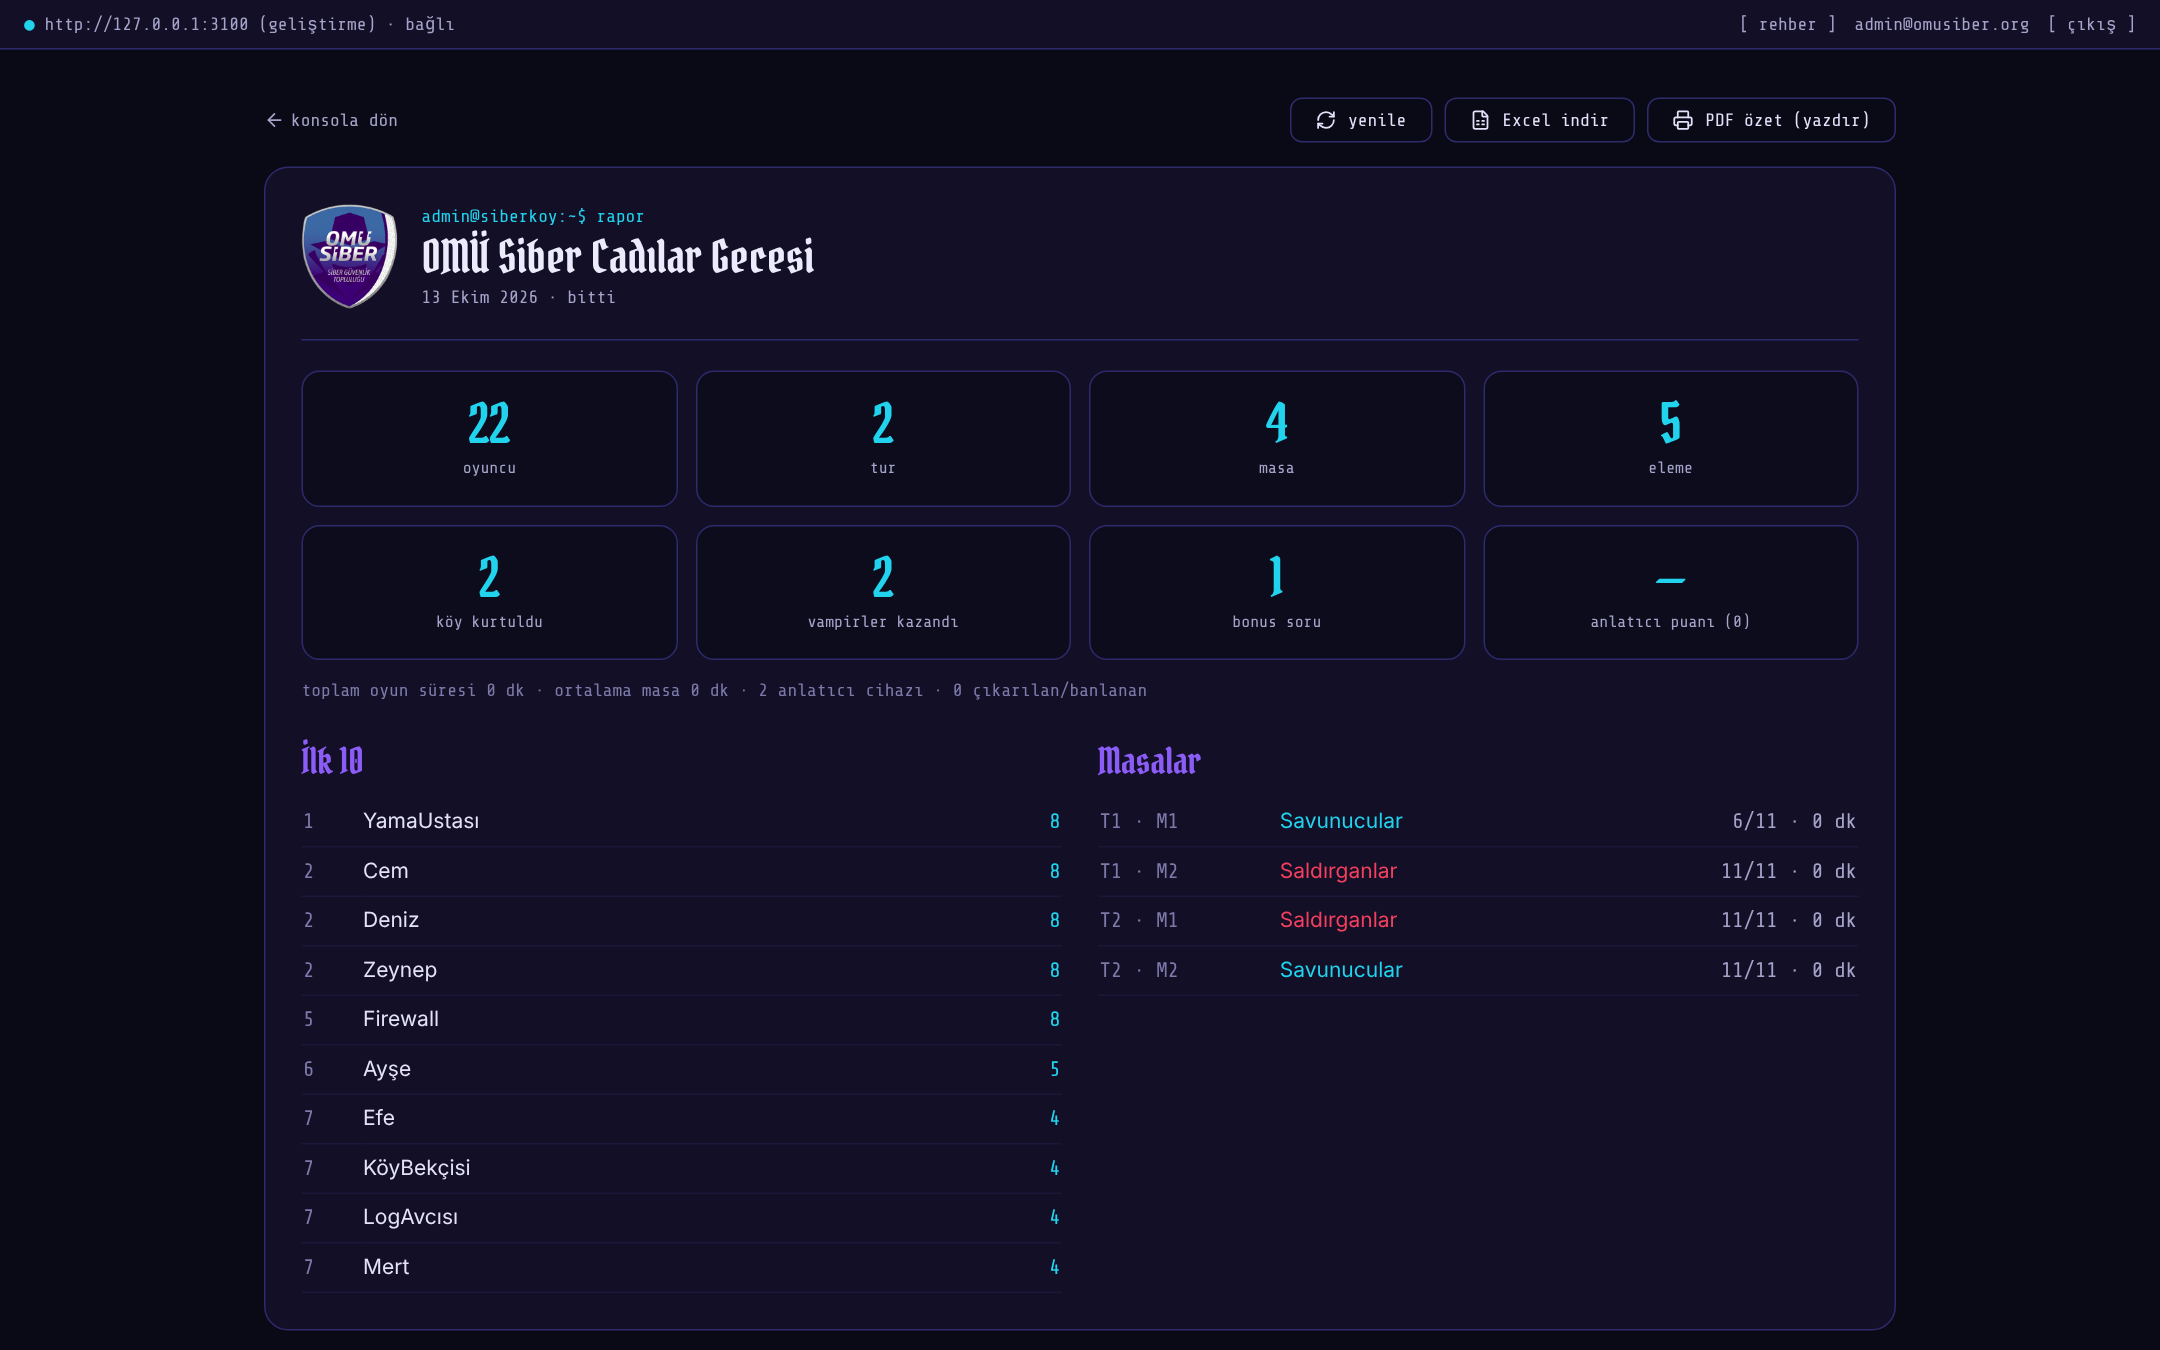 http://127.0.0.1:3100 (geliştirme) · bağlı
[ rehber ] admin@omusiber.org [ çıkış ]
konsola dön
yenile
Excel indir
PDF özet (yazdır)
OMÜ
SİBER
SİBER GÜVENLİK
TOPLULUĞU
admin@siberkoy:~$ rapor
OMÜ Siber Cadılar Gecesi
13 Ekim 2026 · bitti
22
oyuncu
2
tur
4
masa
5
eleme
2
köy kurtuldu
2
vampirler kazandı
1
bonus soru
—
anlatıcı puanı (0)
toplam oyun süresi 0 dk · ortalama masa 0 dk · 2 anlatıcı cihazı · 0 çıkarılan/banlanan
İlk 10
1 YamaUstası 8
2 Cem 8
2 Deniz 8
2 Zeynep 8
5 Firewall 8
6 Ayşe 5
7 Efe 4
7 KöyBekçisi 4
7 LogAvcısı 4
7 Mert 4
Masalar
T1 · M1 Savunucular 6/11 · 0 dk
T1 · M2 Saldırganlar 11/11 · 0 dk
T2 · M1 Saldırganlar 11/11 · 0 dk
T2 · M2 Savunucular 11/11 · 0 dk